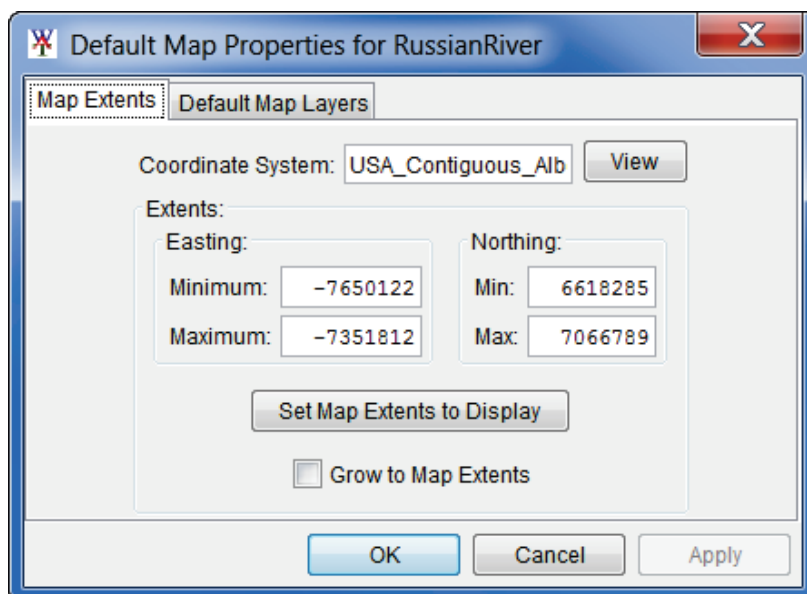 Default Map Properties for RussianRiver
Map Extents Default Map Layers
Coordinate System: USA_Contiguous_Alb View
Extents:
Easting: Northing:
Minimum: -7650122 Min: 6618285
Maximum: -7351812 Max: 7066789
Set Map Extents to Display
Grow to Map Extents
OK Cancel Apply